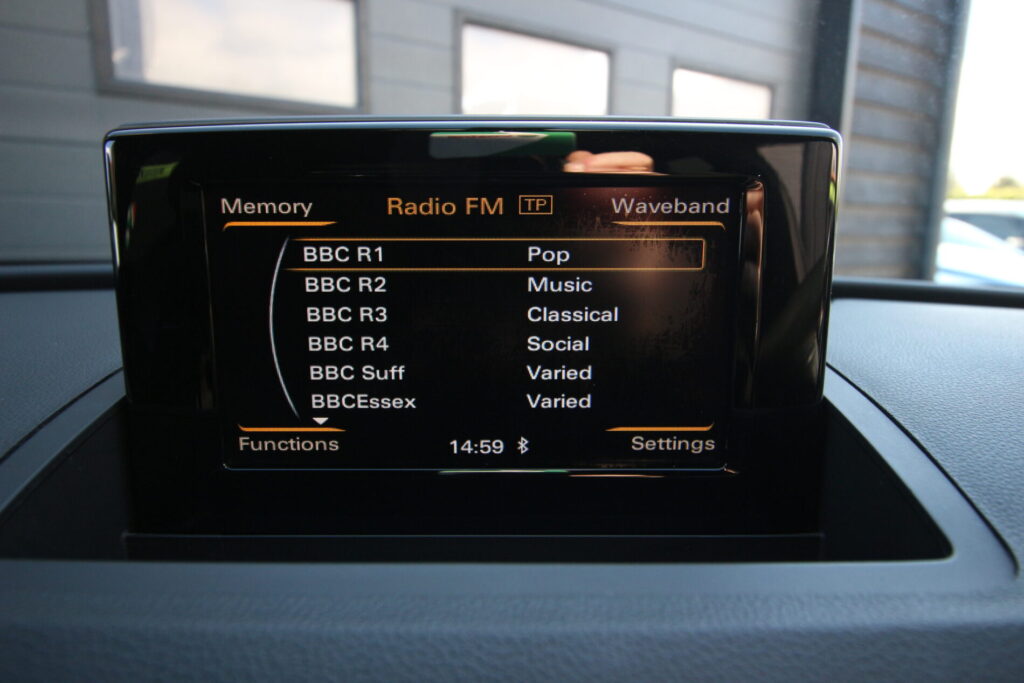 Memory Radio FM TP Waveband
BBC R1 Pop
BBC R2 Music
BBC R3 Classical
BBC R4 Social
BBC Suff Varied
BBCEssex Varied
Functions 14:59 Settings